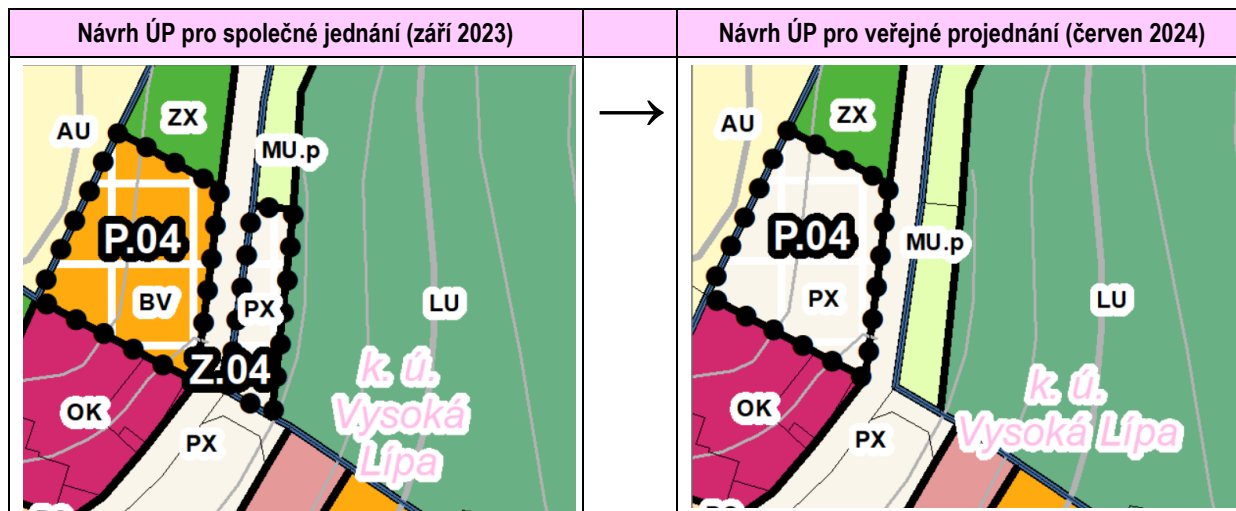 Návrh ÚP pro společné jednání (září 2023)
Návrh ÚP pro veřejné projednání (červen 2024)
→
AU
ZX
MU.p
P.04
BV
PX
LU
Z.04
k. ú.
Vysoká
Lípa
OK
PX
AU
ZX
P.04
MU.p
PX
LU
k. ú.
Vysoká Lípa
OK
PX